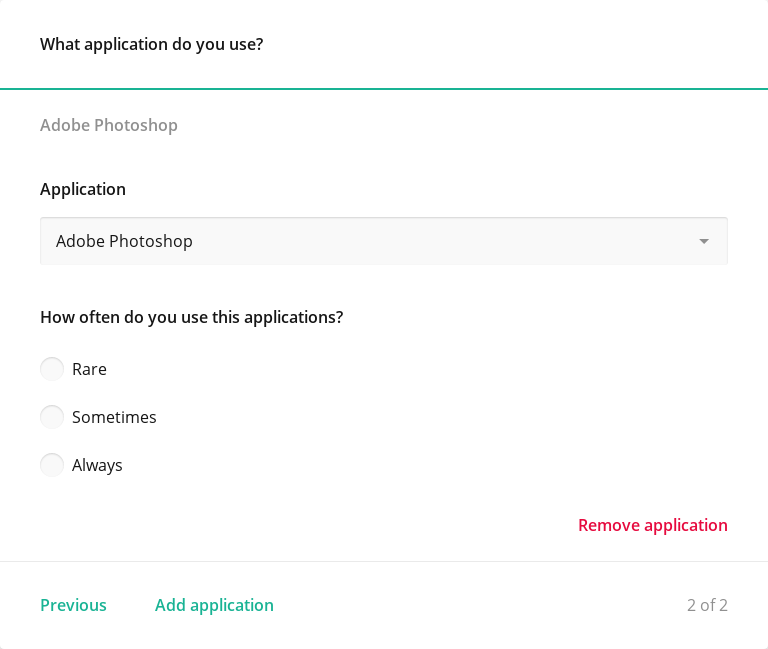 What application do you use?
Adobe Photoshop
Application
Adobe Photoshop
How often do you use this applications?
Rare
Sometimes
Always
Remove application
Previous Add application 2 of 2